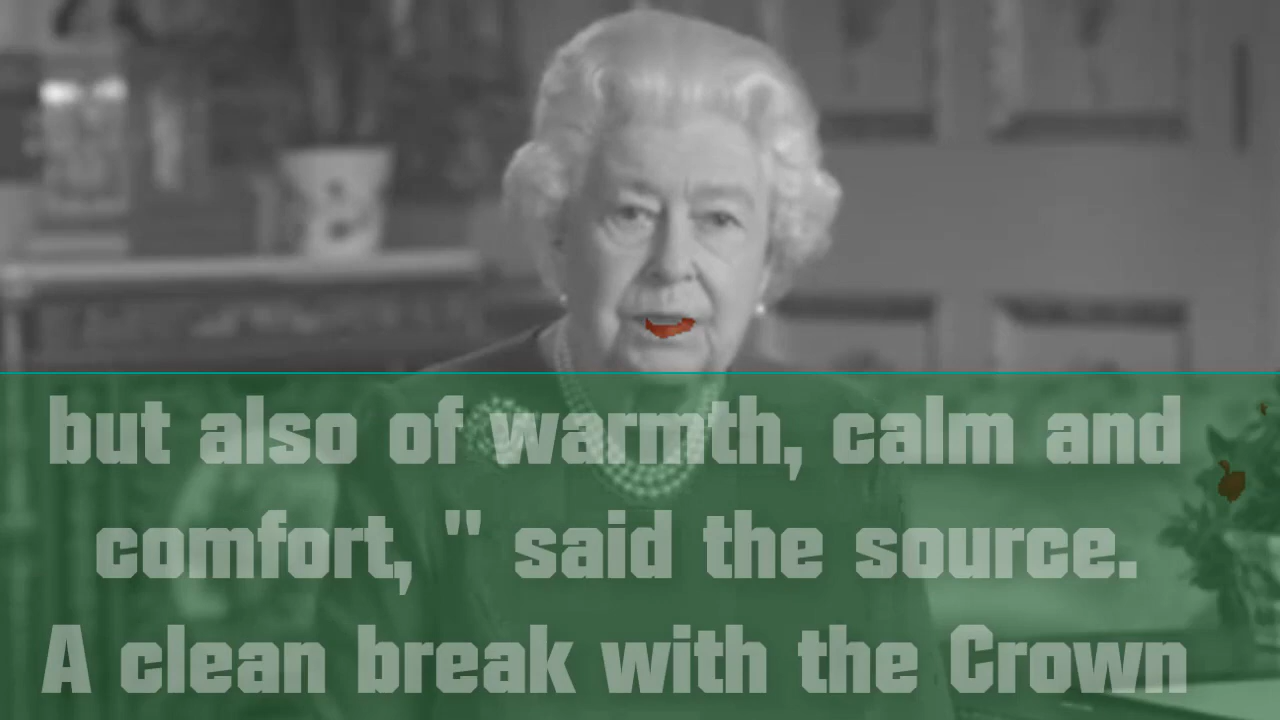 but also of warmth, calm and
comfort, " said the source.
A clean break with the Crown